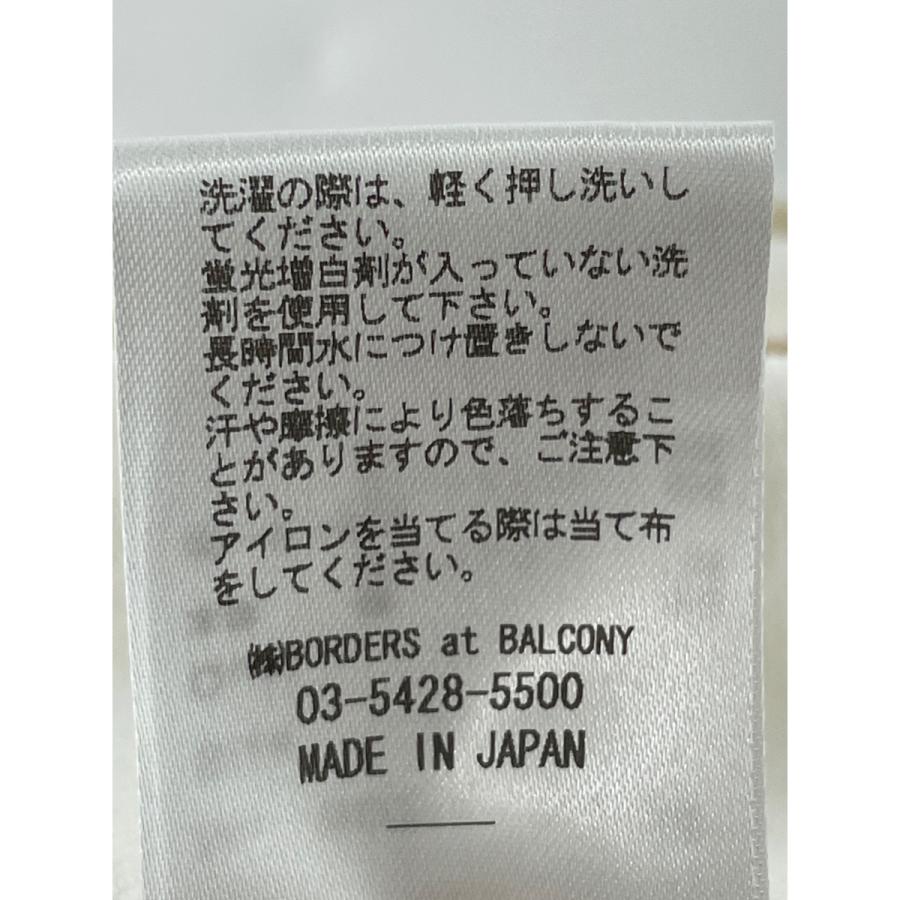 洗濯の際は、軽く押し洗いし
てください。
蛍光増白剤が入っていない洗
剤を使用して下さい。
長時間水につけ置きしないで
ください。
汗や摩擦により色落ちするこ
とがありますので、ご注意下
さい。
アイロンを当てる際は当て布
をしてください。
㈱BORDERS at BALCONY
03-5428-5500
MADE IN JAPAN